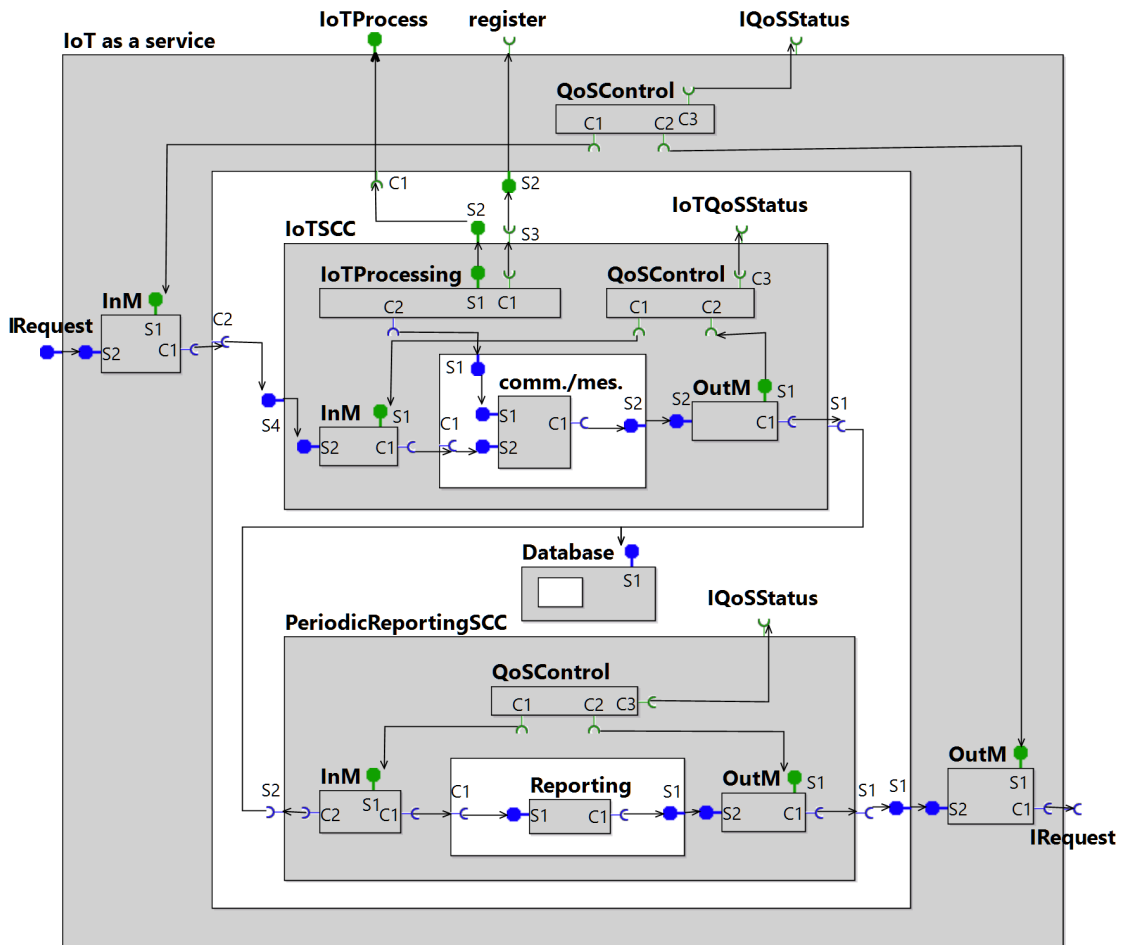 IoTProcess
register
IQoSStatus
IoT as a service
QoSControl
C1
C2
C3
C1
S2
IoTQoSStatus
S2
IoTSCC
S3
IoTProcessing
QoSControl
C3
C2
S1
C1
C1
C2
InM
S1
IRequest
S2
C1
C2
S1
comm./mes.
OutM
S1
S4
InM
S1
S2
C1
C1
S1
S2
C1
S2
S2
C1
S1
Database
S1
IQoSStatus
PeriodicReportingSCC
QoSControl
C1
C2
C3
InM
S1
C2
C1
S2
C1
Reporting
S1
C1
S1
OutM
S1
S2
C1
S1
S1
OutM
S1
S2
C1
IRequest